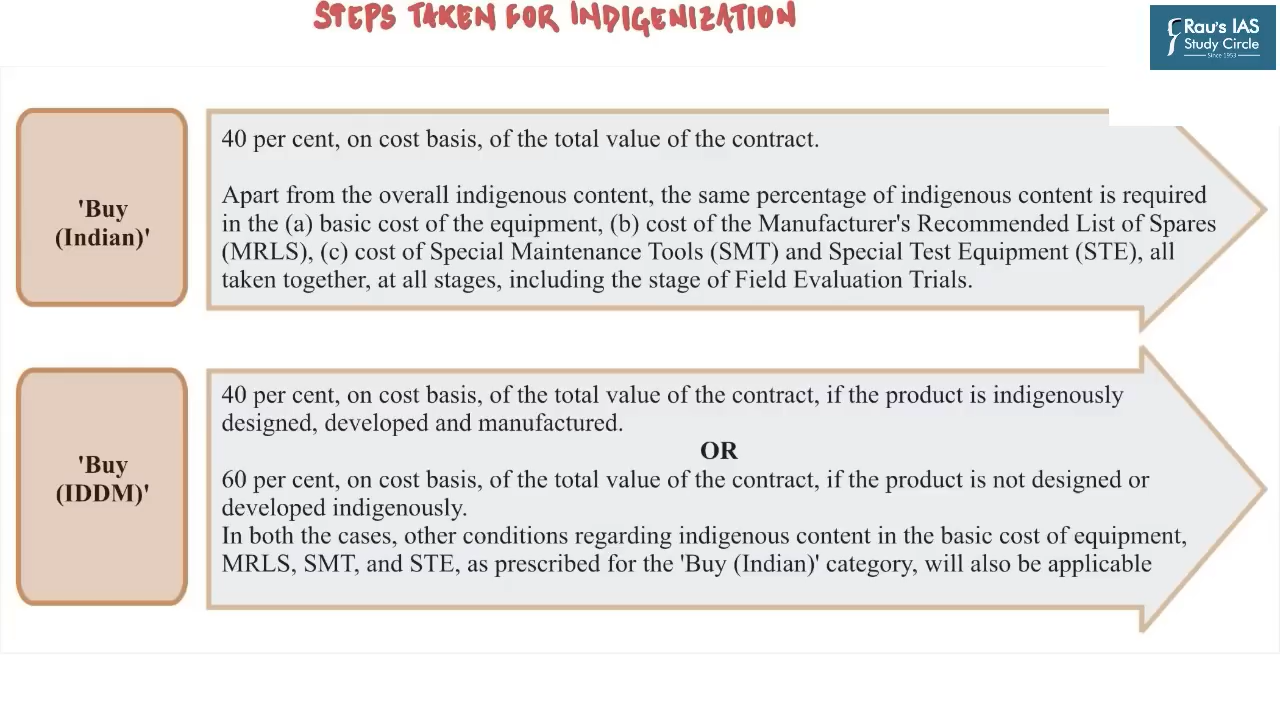 STEPS TAKEN FOR INDIGENIZATION
Rau's IAS
Study Circle
Since 1953
'Buy
(Indian)'
40 per cent, on cost basis, of the total value of the contract.
Apart from the overall indigenous content, the same percentage of indigenous content is required
in the (a) basic cost of the equipment, (b) cost of the Manufacturer's Recommended List of Spares
(MRLS), (c) cost of Special Maintenance Tools (SMT) and Special Test Equipment (STE), all
taken together, at all stages, including the stage of Field Evaluation Trials.
'Buy
(IDDM)'
40 per cent, on cost basis, of the total value of the contract, if the product is indigenously
designed, developed and manufactured.
OR
60 per cent, on cost basis, of the total value of the contract, if the product is not designed or
developed indigenously.
In both the cases, other conditions regarding indigenous content in the basic cost of equipment,
MRLS, SMT, and STE, as prescribed for the 'Buy (Indian)' category, will also be applicable